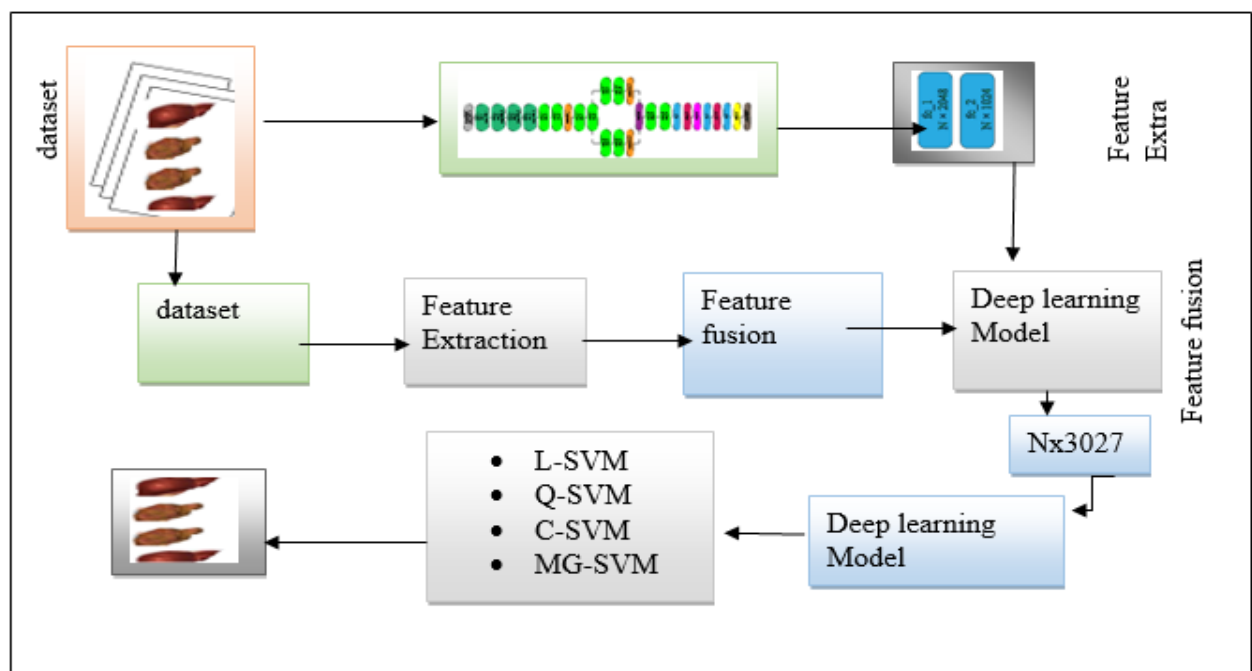 dataset
fc_1
N × 2048
fc_2
N × 1024
Feature
Extra
dataset
Feature
Extraction
Feature
fusion
Deep learning
Model
Feature fusion
Nx3027
• L-SVM
• Q-SVM
• C-SVM
• MG-SVM
Deep learning
Model